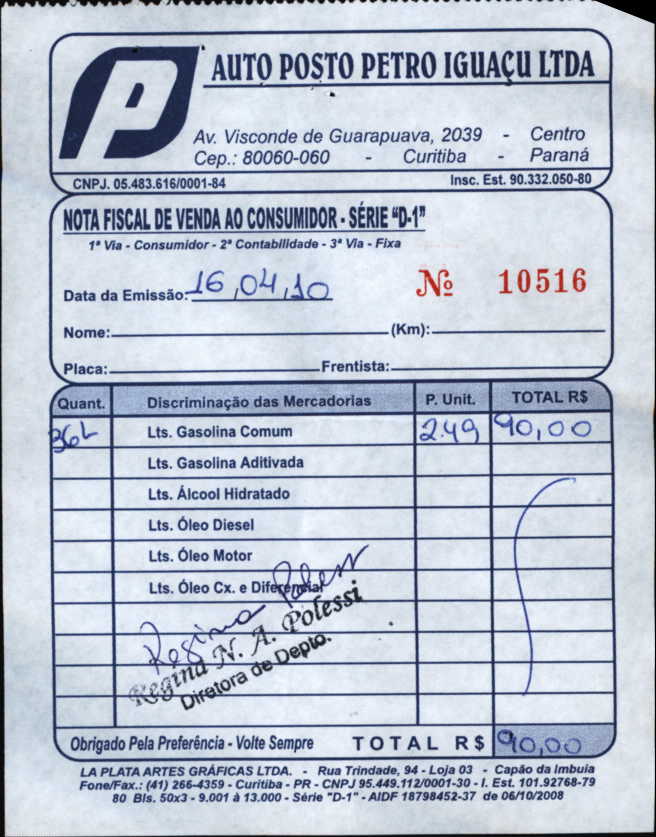 P
AUTO POSTO PETRO IGUAÇU LTDA
Av. Visconde de Guarapuava, 2039 - Centro
Cep.: 80060-060 - Curitiba - Paraná
CNPJ. 05.483.616/0001-84 Insc. Est. 90.332.050-80
NOTA FISCAL DE VENDA AO CONSUMIDOR - SÉRIE "D-1"
1ª Via - Consumidor - 2ª Contabilidade - 3ª Via - Fixa
Data da Emissão: 16,04,10 Nº 10516
Nome: (Km):
Placa: Frentista:
Quant. Discriminação das Mercadorias P. Unit. TOTAL R$
36L Lts. Gasolina Comum 2.49 90,00
Lts. Gasolina Aditivada
Lts. Álcool Hidratado
Lts. Óleo Diesel
Lts. Óleo Motor
Lts. Óleo Cx. e Diferencial
Regina Polessi
Regina N. A. Polessi
Diretora de Depto.
Obrigado Pela Preferência - Volte Sempre TOTAL R$ 90,00
LA PLATA ARTES GRÁFICAS LTDA. - Rua Trindade, 94 - Loja 03 - Capão da Imbuia
Fone/Fax.: (41) 266-4359 - Curitiba - PR - CNPJ 95.449.112/0001-30 - I. Est. 101.92768-79
80 Bls. 50x3 - 9.001 à 13.000 - Série "D-1" - AIDF 18798452-37 de 06/10/2008